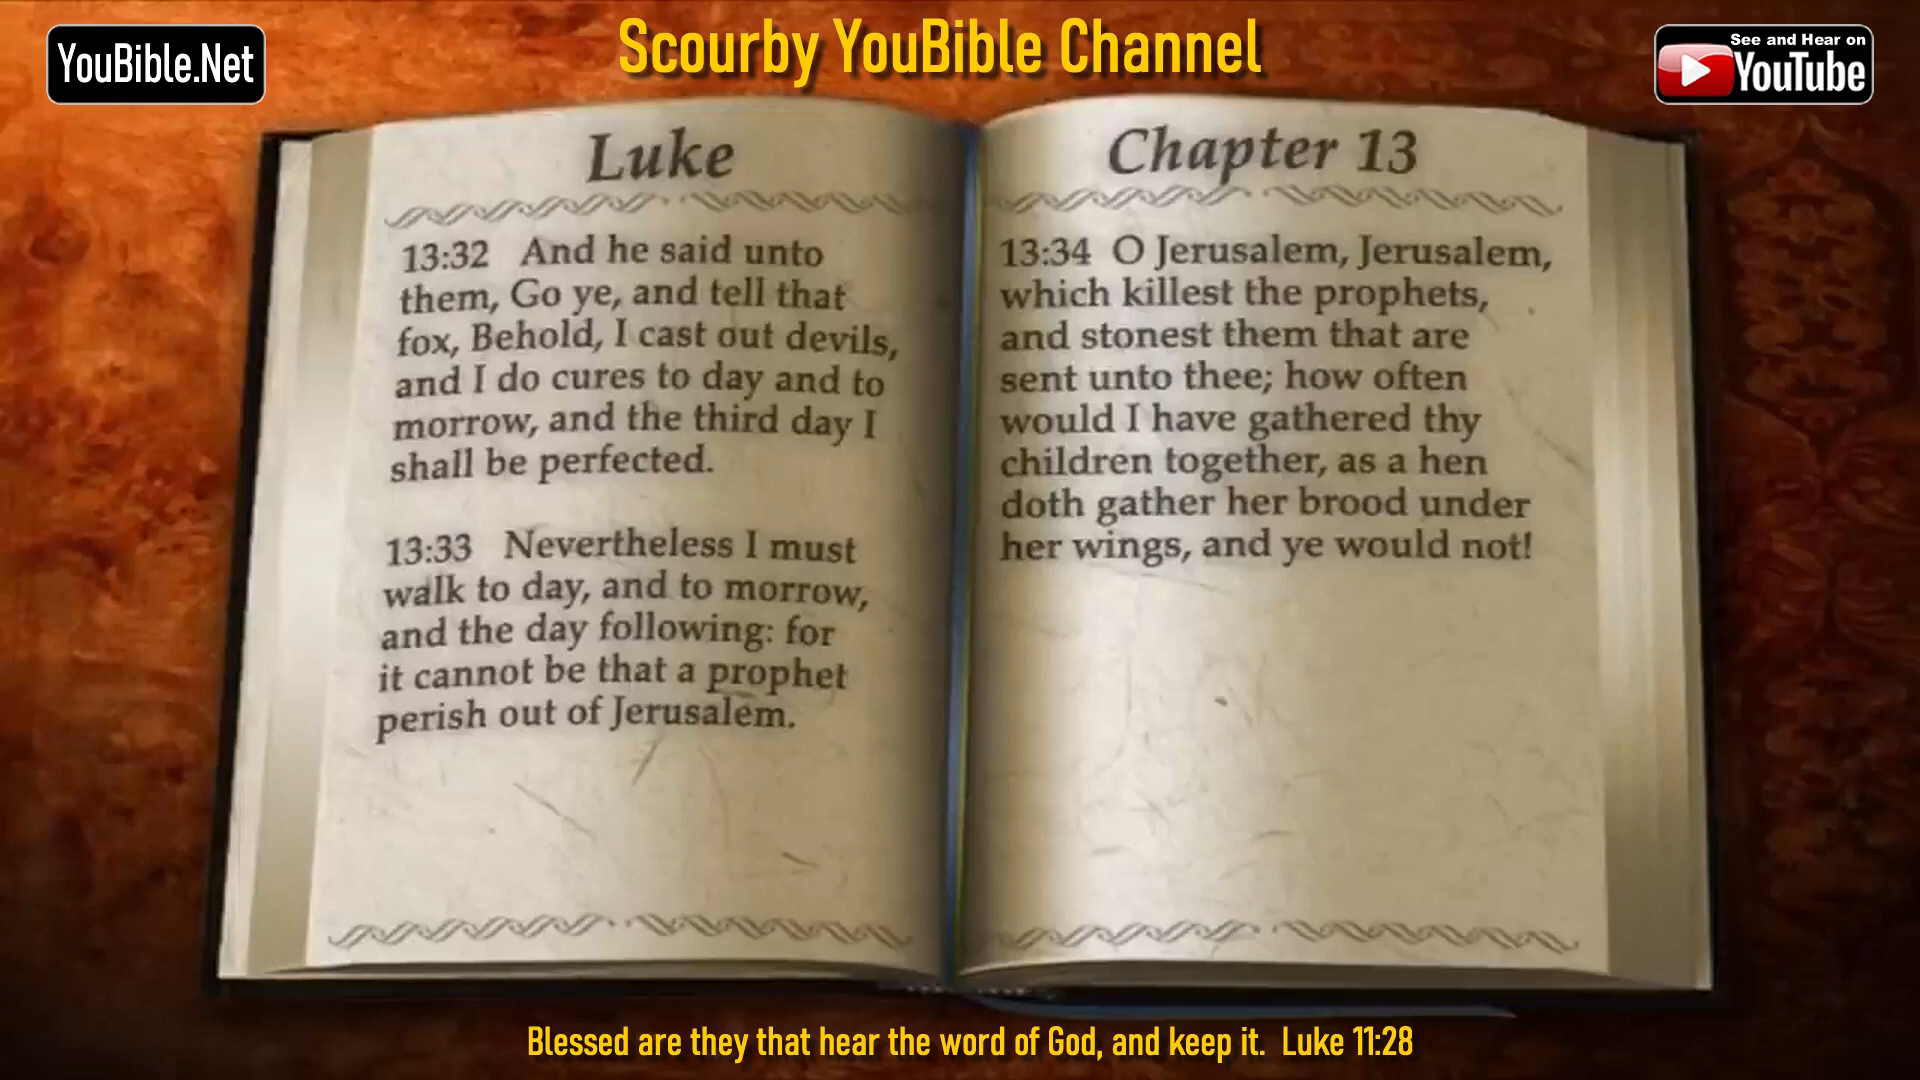 YouBible.Net
Scourby YouBible Channel
See and Hear on
YouTube
Luke
13:32 And he said unto
them, Go ye, and tell that
fox, Behold, I cast out devils,
and I do cures to day and to
morrow, and the third day I
shall be perfected.
13:33 Nevertheless I must
walk to day, and to morrow,
and the day following: for
it cannot be that a prophet
perish out of Jerusalem.
Chapter 13
13:34 O Jerusalem, Jerusalem,
which killest the prophets,
and stonest them that are
sent unto thee; how often
would I have gathered thy
children together, as a hen
doth gather her brood under
her wings, and ye would not!
Blessed are they that hear the word of God, and keep it. Luke 11:28